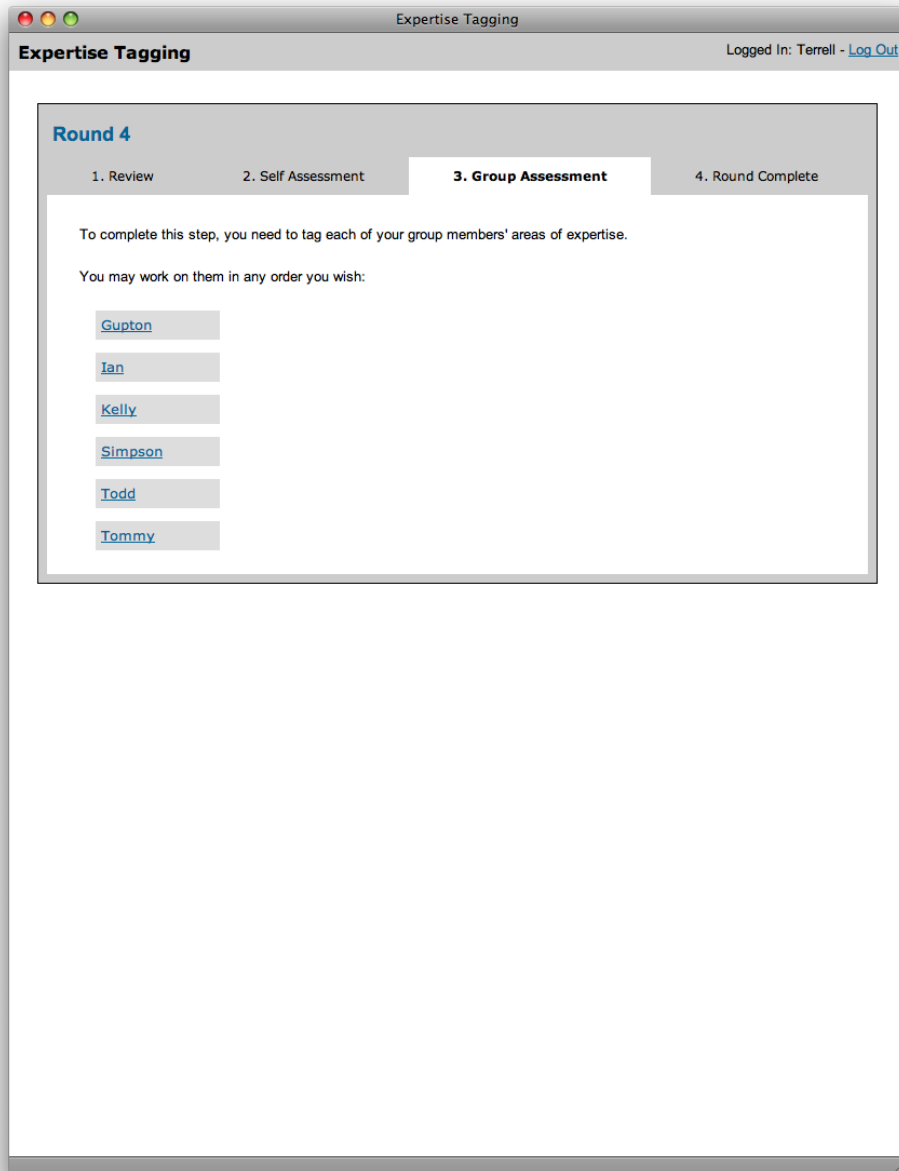 Expertise Tagging
Expertise Tagging
Logged In: Terrell - Log Out
Round 4
1. Review
2. Self Assessment
3. Group Assessment
4. Round Complete
To complete this step, you need to tag each of your group members' areas of expertise.
You may work on them in any order you wish:
Gupton
Ian
Kelly
Simpson
Todd
Tommy